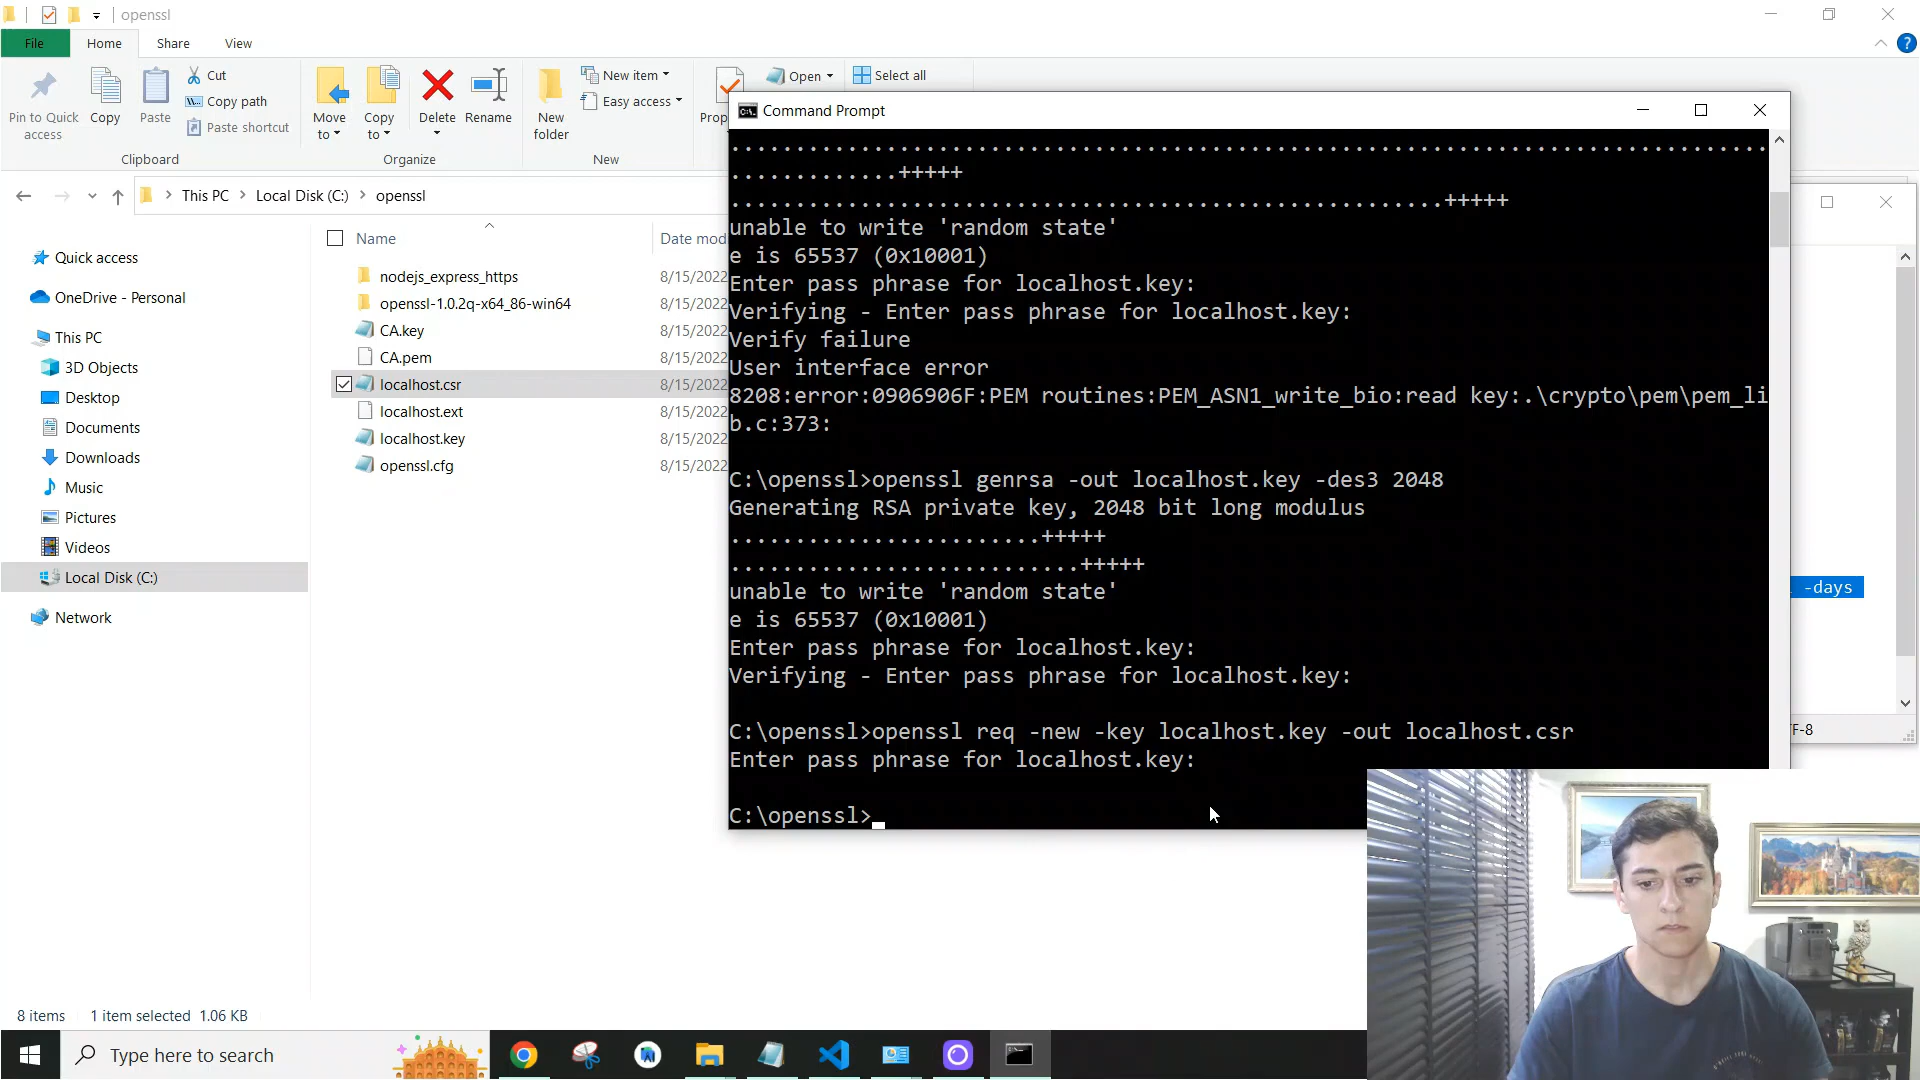 openssl
File
Home
Share
View
Pin to Quick access
Copy
Paste
Cut
Copy path
Paste shortcut
Clipboard
Move to
Copy to
Delete
Rename
Organize
New folder
New item
Easy access
New
Open
Select all
This PC > Local Disk (C:) > openssl
Quick access
OneDrive - Personal
This PC
3D Objects
Desktop
Documents
Downloads
Music
Pictures
Videos
Local Disk (C:)
Network
Name
Date mod
nodejs_express_https 8/15/2022
openssl-1.0.2q-x64_86-win64 8/15/2022
CA.key 8/15/2022
CA.pem 8/15/2022
localhost.csr 8/15/2022
localhost.ext 8/15/2022
localhost.key 8/15/2022
openssl.cfg 8/15/2022
8 items 1 item selected 1.06 KB
Command Prompt
................................................................................
.............+++++
.......................................................+++++
unable to write 'random state'
e is 65537 (0x10001)
Enter pass phrase for localhost.key:
Verifying - Enter pass phrase for localhost.key:
Verify failure
User interface error
8208:error:0906906F:PEM routines:PEM_ASN1_write_bio:read key:.\crypto\pem\pem_li
b.c:373:
C:\openssl>openssl genrsa -out localhost.key -des3 2048
Generating RSA private key, 2048 bit long modulus
........................+++++
...........................+++++
unable to write 'random state'
e is 65537 (0x10001)
Enter pass phrase for localhost.key:
Verifying - Enter pass phrase for localhost.key:
C:\openssl>openssl req -new -key localhost.key -out localhost.csr
Enter pass phrase for localhost.key:
C:\openssl>
-days
Type here to search